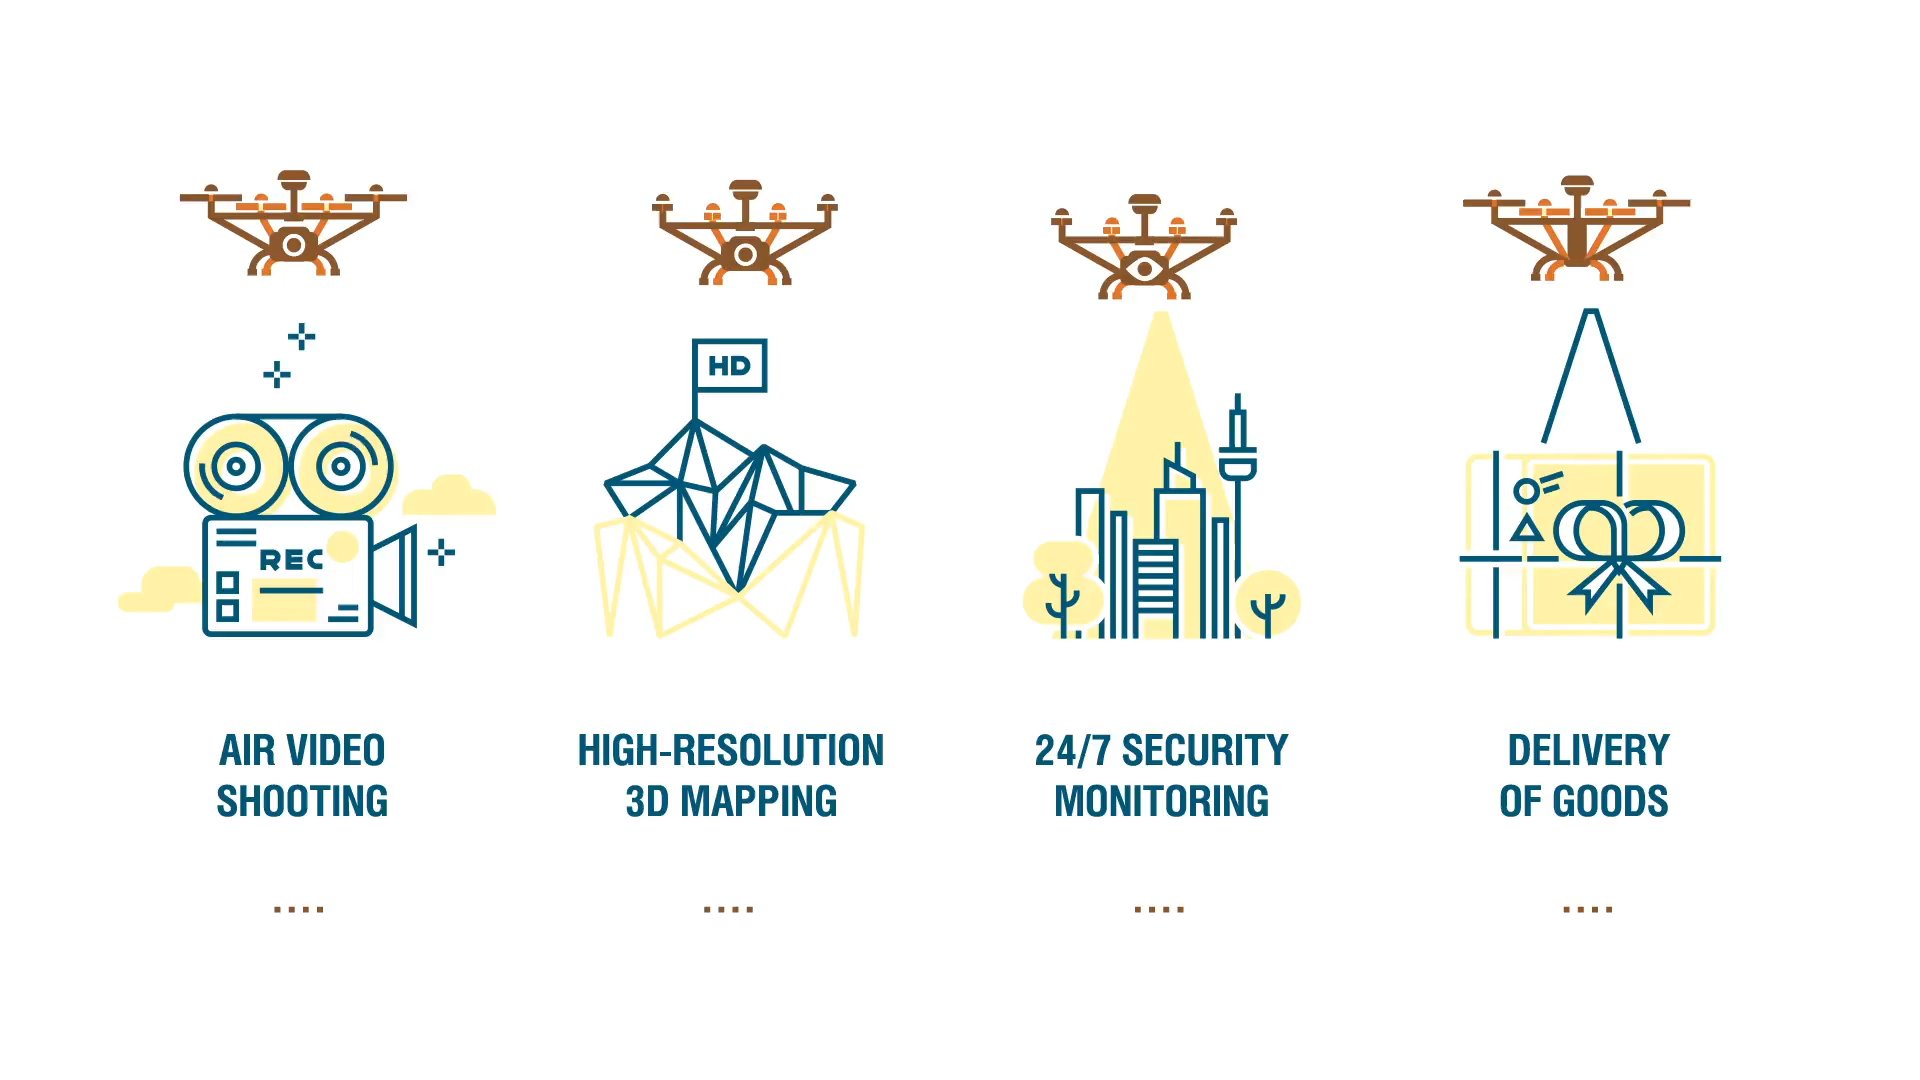 HD
REC
AIR VIDEO
SHOOTING
HIGH-RESOLUTION
3D MAPPING
24/7 SECURITY
MONITORING
DELIVERY
OF GOODS
....
....
....
....